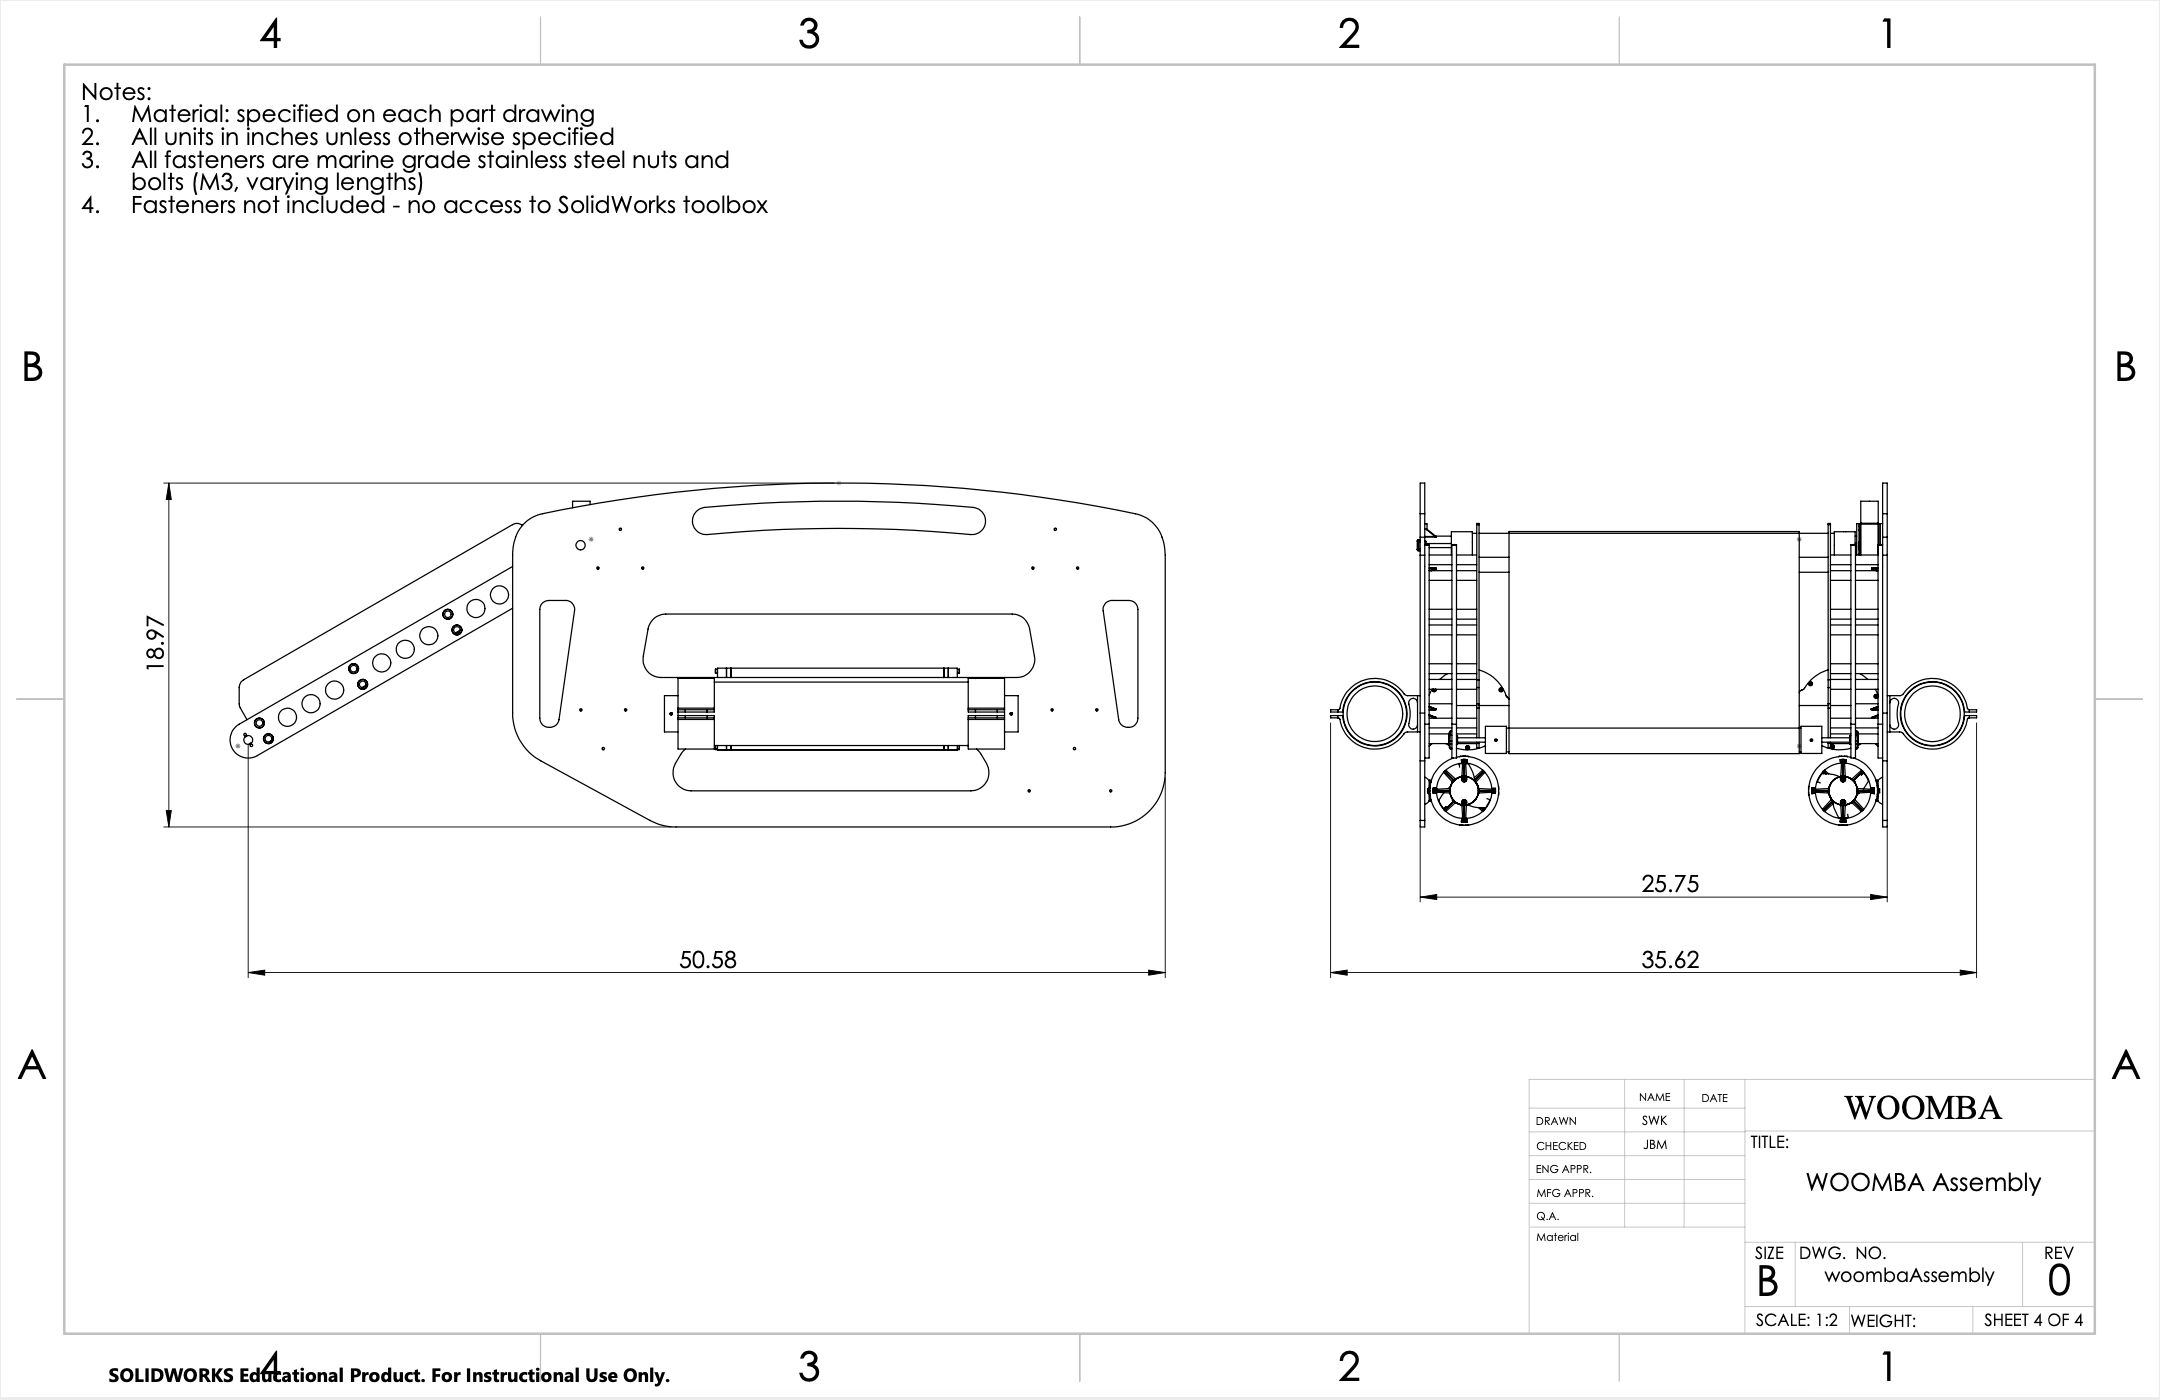 4 3 2 1
Notes:
1. Material: specified on each part drawing
2. All units in inches unless otherwise specified
3. All fasteners are marine grade stainless steel nuts and
bolts (M3, varying lengths)
4. Fasteners not included - no access to SolidWorks toolbox
B B
18.97
25.75
50.58
35.62
A A
NAME DATE
DRAWN SWK
CHECKED JBM
ENG APPR.
MFG APPR.
Q.A.
Material
WOOMBA
TITLE:
WOOMBA Assembly
SIZE DWG. NO. REV
B woombaAssembly 0
SCALE: 1:2 WEIGHT: SHEET 4 OF 4
4 3 2 1
SOLIDWORKS Educational Product. For Instructional Use Only.